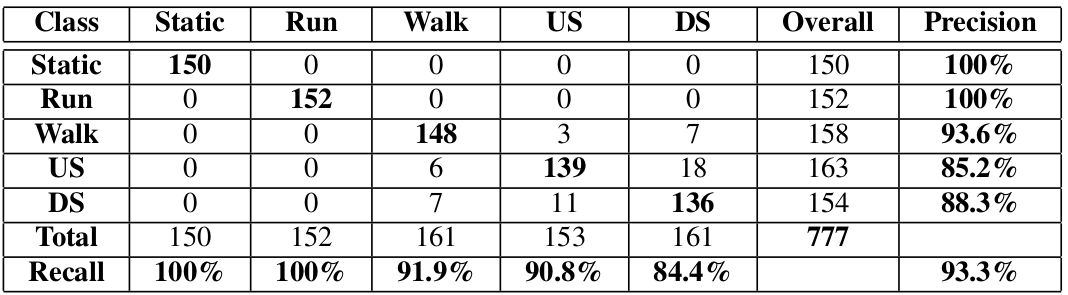 Class Static Run Walk US DS Overall Precision
Static 150 0 0 0 0 150 100%
Run 0 152 0 0 0 152 100%
Walk 0 0 148 3 7 158 93.6%
US 0 0 6 139 18 163 85.2%
DS 0 0 7 11 136 154 88.3%
Total 150 152 161 153 161 777
Recall 100% 100% 91.9% 90.8% 84.4% 93.3%